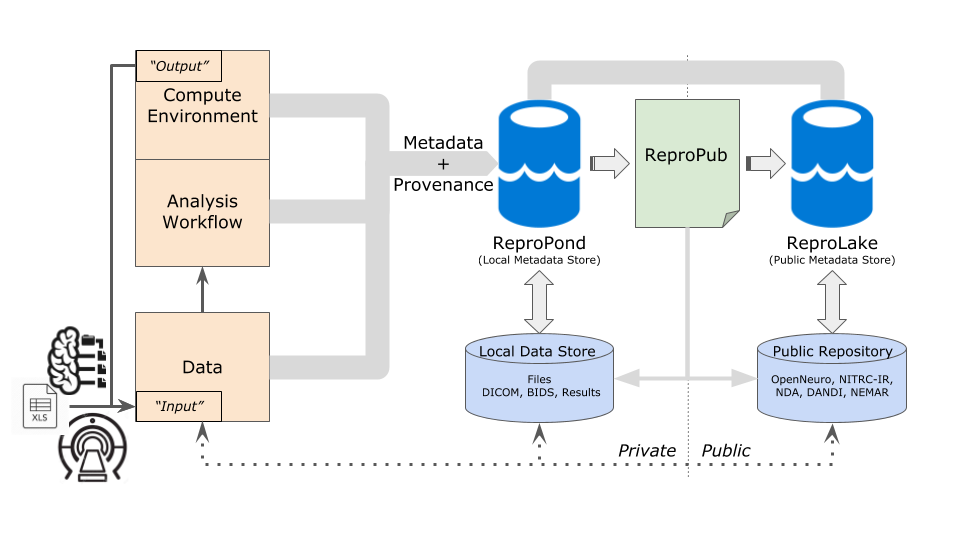 “Output”
Compute
Environment
Analysis
Workflow
Data
“Input”
XLS
Metadata
+
Provenance
ReproPond
(Local Metadata Store)
ReproPub
ReproLake
(Public Metadata Store)
Local Data Store
Files
DICOM, BIDS, Results
Public Repository
OpenNeuro, NITRC-IR,
NDA, DANDI, NEMAR
Private
Public